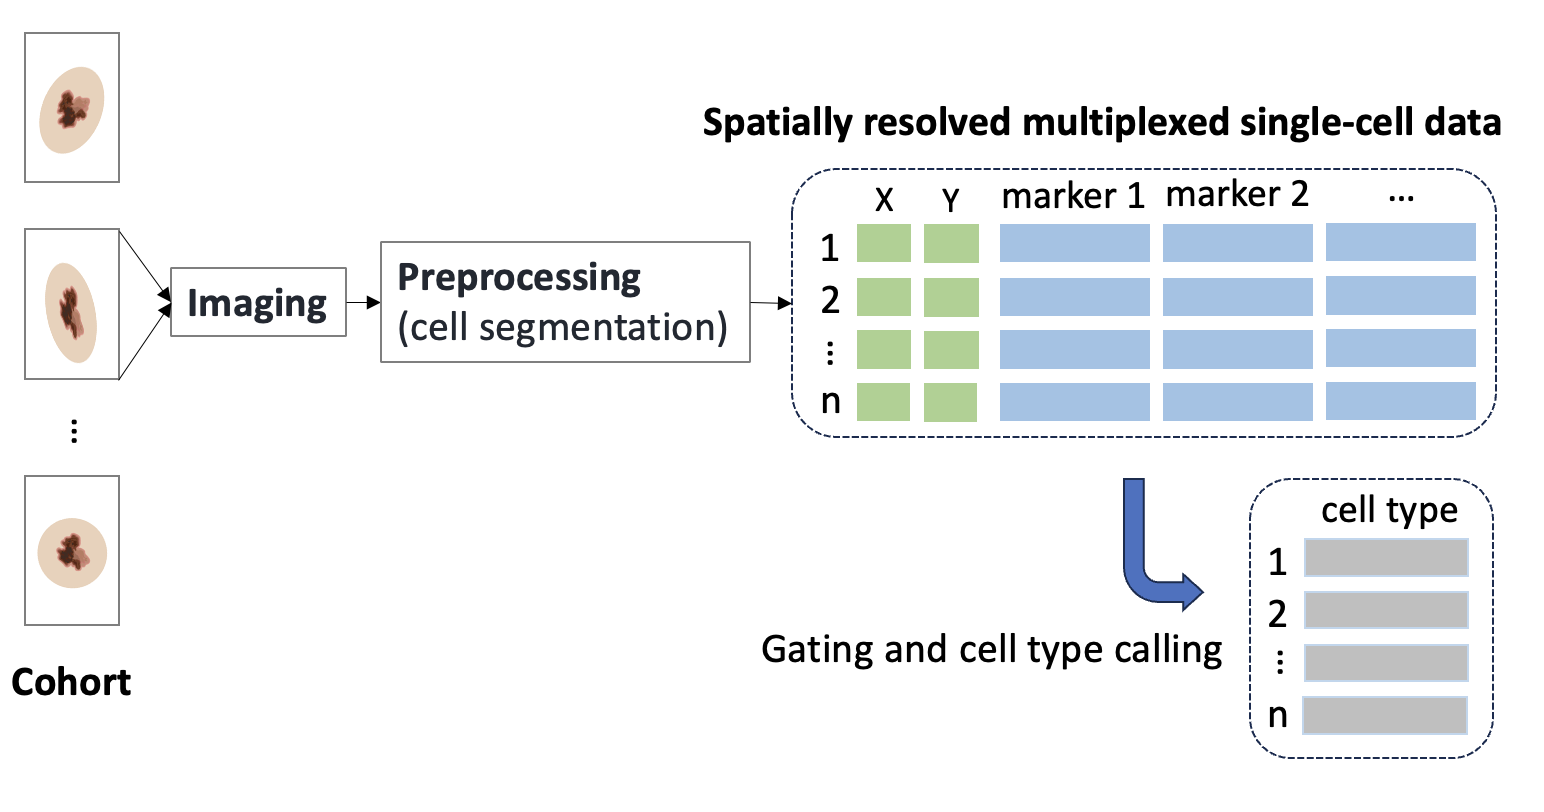 Spatially resolved multiplexed single-cell data
X Y marker 1 marker 2 ...
1
2
⋮
n
Imaging
Preprocessing
(cell segmentation)
⋮
Cohort
Gating and cell type calling
cell type
1
2
⋮
n